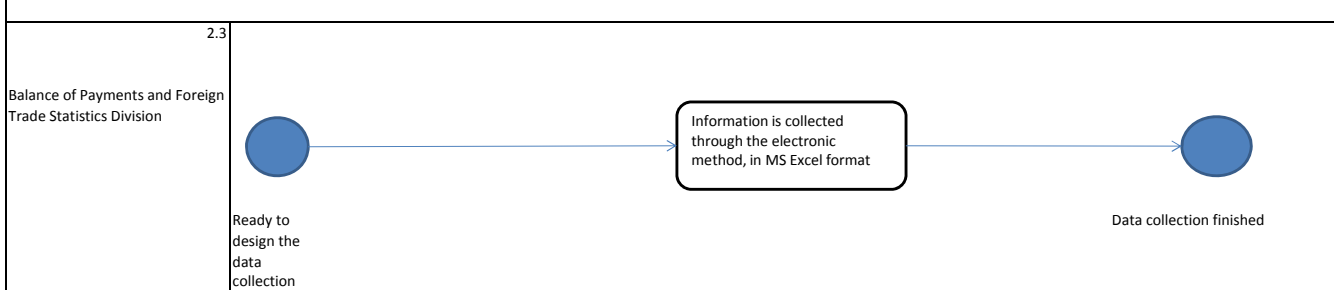 2.3
Balance of Payments and Foreign
Trade Statistics Division
Information is collected
through the electronic
method, in MS Excel format
Ready to
design the
data
collection
Data collection finished